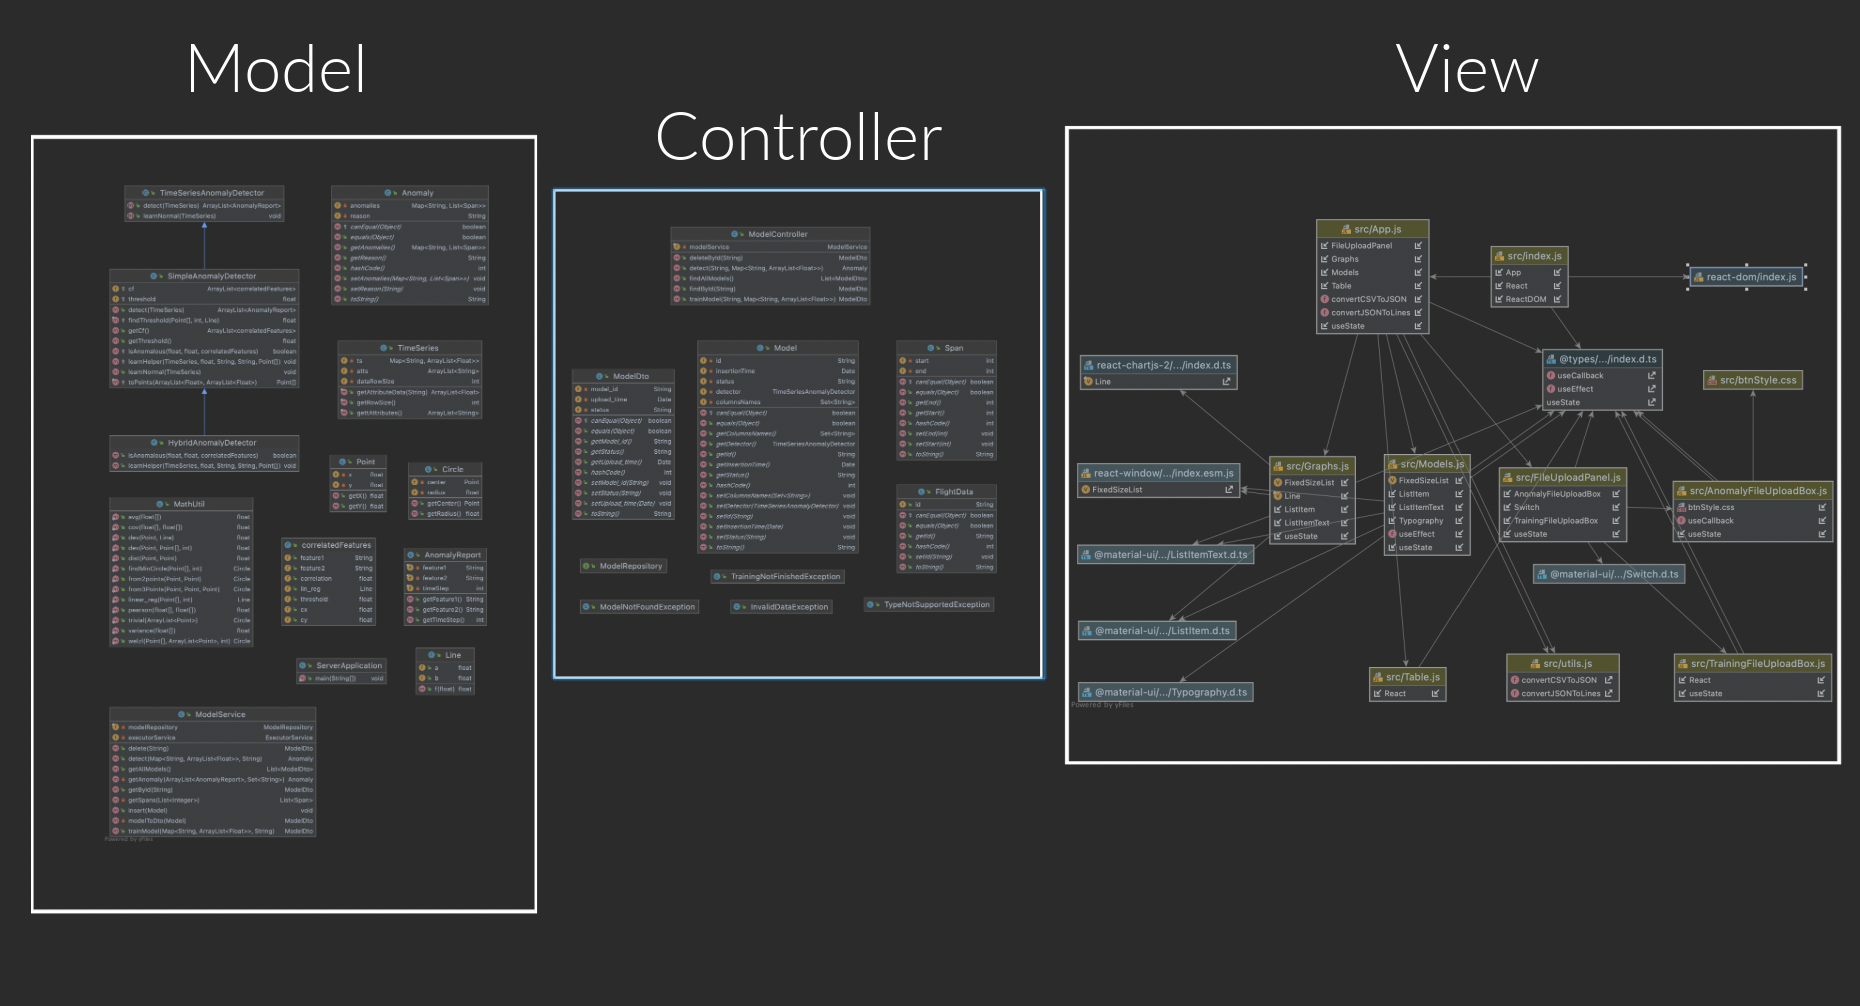 Model
Controller
View
TimeSeriesAnomalyDetector
detect(TimeSeries) ArrayList<AnomalyReport>
learnNormal(TimeSeries) void
Anomaly
anomalies Map<String, List<Span>>
reason String
canEqual(Object) boolean
equals(Object) boolean
getAnomalies() Map<String, List<Span>>
getReason() String
hashCode() int
setAnomalies(Map<String, List<Span>>) void
setReason(String) void
toString() String
SimpleAnomalyDetector
cf ArrayList<correlatedFeatures>
threshold float
detect(TimeSeries) ArrayList<AnomalyReport>
findThreshold(Point[], int, Line) float
getCf() ArrayList<correlatedFeatures>
getThreshold() float
isAnomalous(float, float, correlatedFeatures) boolean
learnHelper(TimeSeries, float, String, String, Point[]) void
learnNormal(TimeSeries) void
toPoints(ArrayList<Float>, ArrayList<Float>) Point[]
TimeSeries
ts Map<String, ArrayList<Float>>
atts ArrayList<String>
dataRowSize int
getAttributeData(String) ArrayList<Float>
getRowSize() int
getAttributes() ArrayList<String>
HybridAnomalyDetector
isAnomalous(float, float, correlatedFeatures) boolean
learnHelper(TimeSeries, float, String, String, Point[]) void
Point
x float
y float
getX() float
getY() float
Circle
center Point
radius float
getCenter() Point
getRadius() float
MathUtil
avg(float[]) float
cov(float[], float[]) float
dev(Point, Line) float
dev(Point, Point[], int) float
dist(Point, Point) float
findMinCircle(Point[], int) Circle
from2points(Point, Point) Circle
from3Points(Point, Point, Point) Circle
linear_reg(Point[], int) Line
pearson(float[], float[]) float
trivial(ArrayList<Point>) Circle
variance(float[]) float
welzl(Point[], ArrayList<Point>, int) Circle
correlatedFeatures
feature1 String
feature2 String
correlation float
lin_reg Line
threshold float
cx float
cy float
AnomalyReport
feature1 String
feature2 String
timeStep int
getFeature1() String
getFeature2() String
getTimeStep() int
ServerApplication
main(String[]) void
Line
a float
b float
f(float) float
ModelService
modelRepository ModelRepository
executorService ExecutorService
delete(String) ModelDto
detect(Map<String, ArrayList<Float>>, String) Anomaly
getAllModels() List<ModelDto>
getAnomaly(ArrayList<AnomalyReport>, Set<String>) Anomaly
getById(String) ModelDto
getSpans(List<Integer>) List<Span>
insert(Model) void
modelToDto(Model) ModelDto
trainModel(Map<String, ArrayList<Float>>, String) ModelDto
Powered by yFiles
ModelController
modelService ModelService
deleteById(String) ModelDto
detect(String, Map<String, ArrayList<Float>>) Anomaly
findAllModels() List<ModelDto>
findById(String) ModelDto
trainModel(String, Map<String, ArrayList<Float>>) ModelDto
ModelDto
model_id String
upload_time Date
status String
canEqual(Object) boolean
equals(Object) boolean
getModel_id() String
getStatus() String
getUpload_time() Date
hashCode() int
setModel_id(String) void
setStatus(String) void
setUpload_time(Date) void
toString() String
Model
id String
insertionTime Date
status String
detector TimeSeriesAnomalyDetector
columnsNames Set<String>
canEqual(Object) boolean
equals(Object) boolean
getColumnsNames() Set<String>
getDetector() TimeSeriesAnomalyDetector
getId() String
getInsertionTime() Date
getStatus() String
hashCode() int
setColumnsNames(Set<String>) void
setDetector(TimeSeriesAnomalyDetector) void
setId(String) void
setInsertionTime(Date) void
setStatus(String) void
toString() String
Span
start int
end int
canEqual(Object) boolean
equals(Object) boolean
getEnd() int
getStart() int
hashCode() int
setEnd(int) void
setStart(int) void
toString() String
FlightData
id String
canEqual(Object) boolean
equals(Object) boolean
getId() String
hashCode() int
setId(String) void
toString() String
ModelRepository
TrainingNotFinishedException
ModelNotFoundException
InvalidDataException
TypeNotSupportedException
src/App.js
FileUploadPanel
Graphs
Models
Table
convertCSVToJSON
convertJSONToLines
useState
src/index.js
App
React
ReactDOM
react-dom/index.js
react-chartjs-2/.../index.d.ts
Line
@types/.../index.d.ts
useCallback
useEffect
useState
src/btnStyle.css
react-window/.../index.esm.js
FixedSizeList
src/Graphs.js
FixedSizeList
Line
ListItem
ListItemText
useState
src/Models.js
FixedSizeList
ListItem
ListItemText
Typography
useEffect
useState
src/FileUploadPanel.js
AnomalyFileUploadBox
Switch
TrainingFileUploadBox
useState
src/AnomalyFileUploadBox.js
btnStyle.css
useCallback
useState
@material-ui/.../ListItemText.d.ts
@material-ui/.../Switch.d.ts
@material-ui/.../ListItem.d.ts
@material-ui/.../Typography.d.ts
src/Table.js
React
src/utils.js
convertCSVToJSON
convertJSONToLines
src/TrainingFileUploadBox.js
React
useState
Powered by yFiles